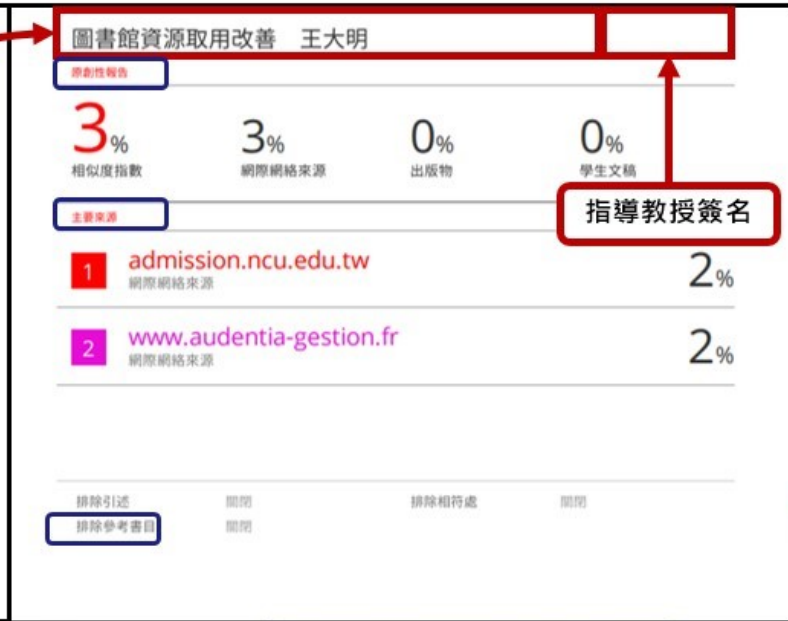 圖書館資源取用改善 王大明
原創性報告
3%
相似度指數
3%
網際網絡來源
0%
出版物
0%
學生文稿
指導教授簽名
主要來源
1 admission.ncu.edu.tw 2%
網際網絡來源
2 www.audentia-gestion.fr 2%
網際網絡來源
排除引述 關閉 排除相符處 關閉
排除參考書目 關閉